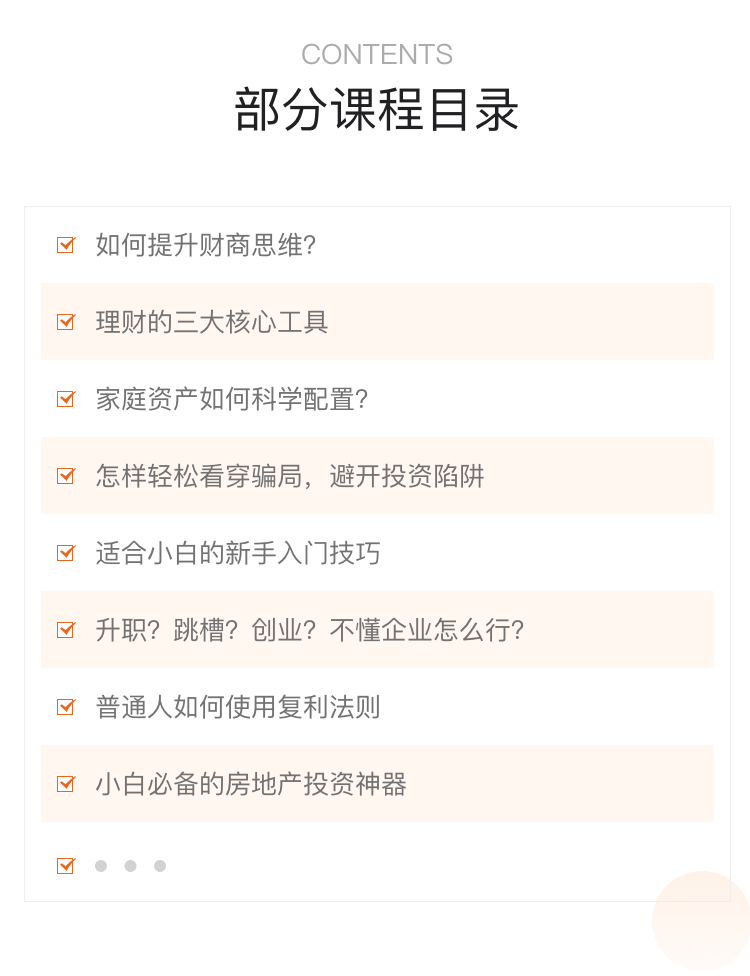 CONTENTS
部分课程目录
如何提升财商思维?
理财的三大核心工具
家庭资产如何科学配置?
怎样轻松看穿骗局，避开投资陷阱
适合小白的新手入门技巧
升职? 跳槽? 创业? 不懂企业怎么行?
普通人如何使用复利法则
小白必备的房地产投资神器